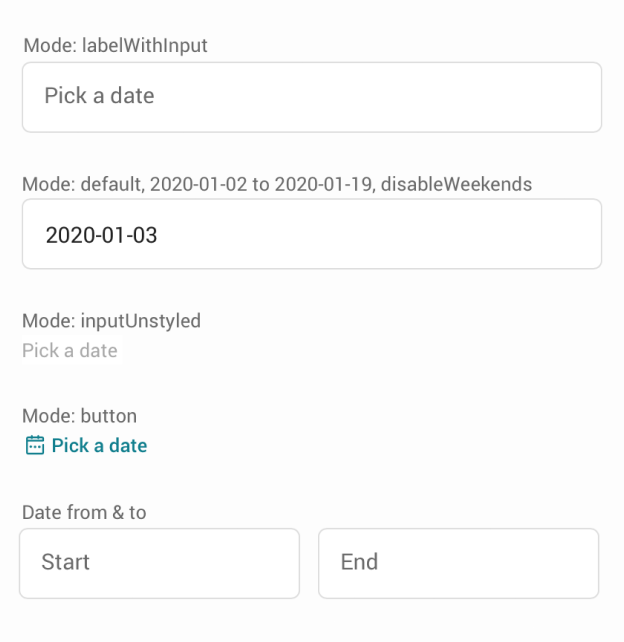 Mode: labelWithInput
Pick a date
Mode: default, 2020-01-02 to 2020-01-19, disableWeekends
2020-01-03
Mode: inputUnstyled
Pick a date
Mode: button
Pick a date
Date from & to
Start End